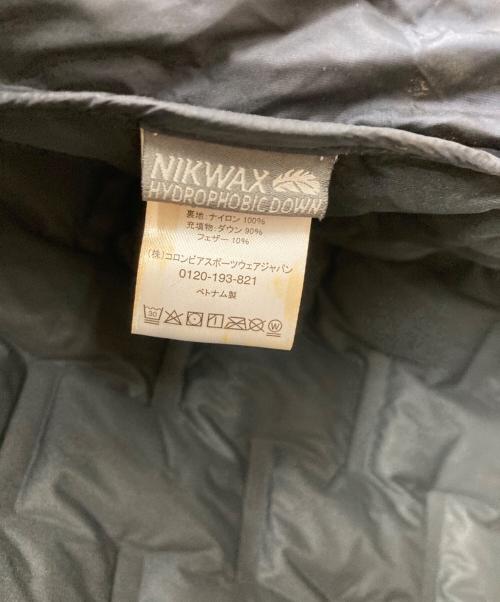 NIKWAX
HYDROPHOBIC DOWN
裏地:ナイロン 100%
充填物:ダウン 90%
フェザー 10%
(株)コロンビアスポーツウェアジャパン
0120-193-821
ベトナム製
30 W